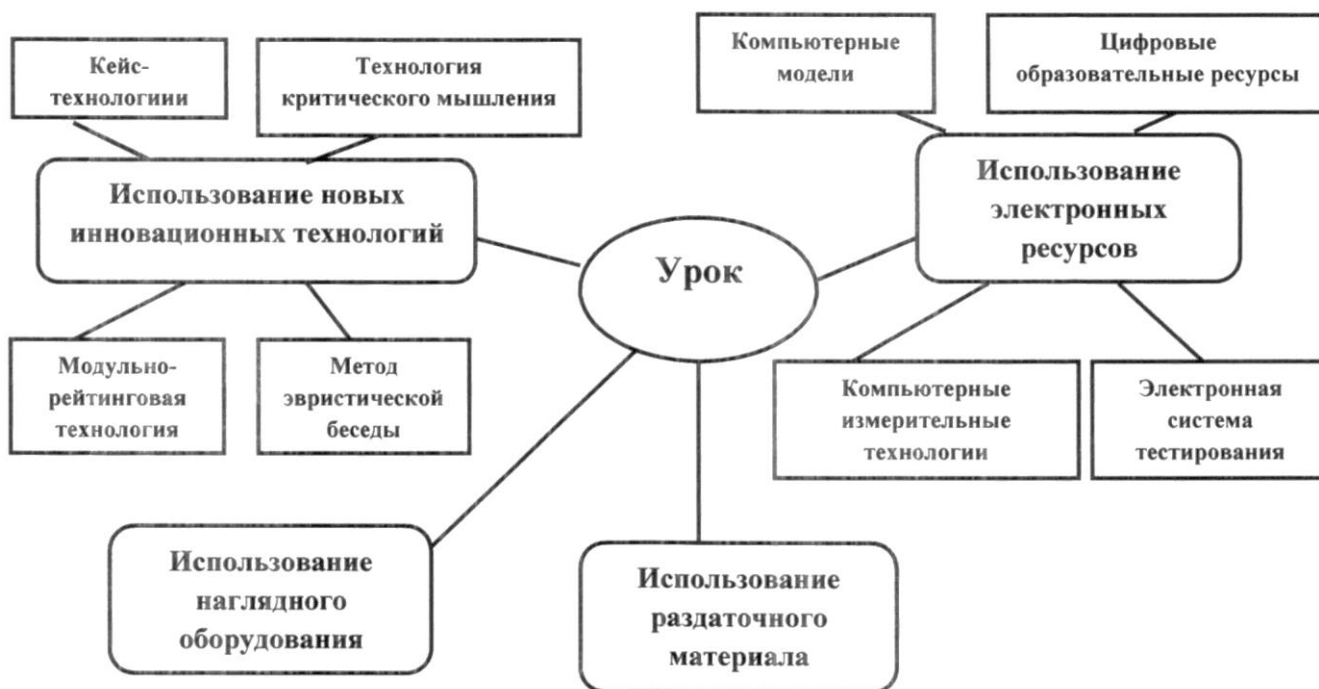 Кейс-
технологиии
Технология
критического мышления
Компьютерные
модели
Цифровые
образовательные ресурсы
Использование новых
инновационных технологий
Использование
электронных
ресурсов
Урок
Модульно-
рейтинговая
технология
Метод
эвристической
беседы
Компьютерные
измерительные
технологии
Электронная
система
тестирования
Использование
наглядного
оборудования
Использование
раздаточного
материала